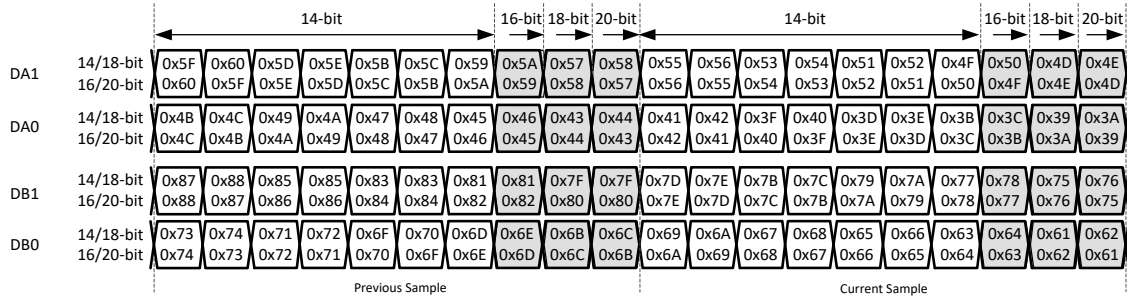 14-bit 16-bit 18-bit 20-bit 14-bit 16-bit 18-bit 20-bit
DA1
14/18-bit 0x5F 0x60 0x5D 0x5E 0x5B 0x5C 0x59 0x5A 0x57 0x58 0x55 0x56 0x53 0x54 0x51 0x52 0x4F 0x50 0x4D 0x4E
16/20-bit 0x60 0x5F 0x5E 0x5D 0x5C 0x5B 0x5A 0x59 0x58 0x57 0x56 0x55 0x54 0x53 0x52 0x51 0x50 0x4F 0x4E 0x4D
DA0
14/18-bit 0x4B 0x4C 0x49 0x4A 0x47 0x48 0x45 0x46 0x43 0x44 0x41 0x42 0x3F 0x40 0x3D 0x3E 0x3B 0x3C 0x39 0x3A
16/20-bit 0x4C 0x4B 0x4A 0x49 0x48 0x47 0x46 0x45 0x44 0x43 0x42 0x41 0x40 0x3F 0x3E 0x3D 0x3C 0x3B 0x3A 0x39
DB1
14/18-bit 0x87 0x88 0x85 0x85 0x83 0x83 0x81 0x81 0x7F 0x7F 0x7D 0x7E 0x7B 0x7C 0x79 0x7A 0x77 0x78 0x75 0x76
16/20-bit 0x88 0x87 0x86 0x86 0x84 0x84 0x82 0x82 0x80 0x80 0x7E 0x7D 0x7C 0x7B 0x7A 0x79 0x78 0x77 0x76 0x75
DB0
14/18-bit 0x73 0x74 0x71 0x72 0x6F 0x70 0x6D 0x6E 0x6B 0x6C 0x69 0x6A 0x67 0x68 0x65 0x66 0x63 0x64 0x61 0x62
16/20-bit 0x74 0x73 0x72 0x71 0x70 0x6F 0x6E 0x6D 0x6C 0x6B 0x6A 0x69 0x68 0x67 0x66 0x65 0x64 0x63 0x62 0x61
Previous Sample Current Sample